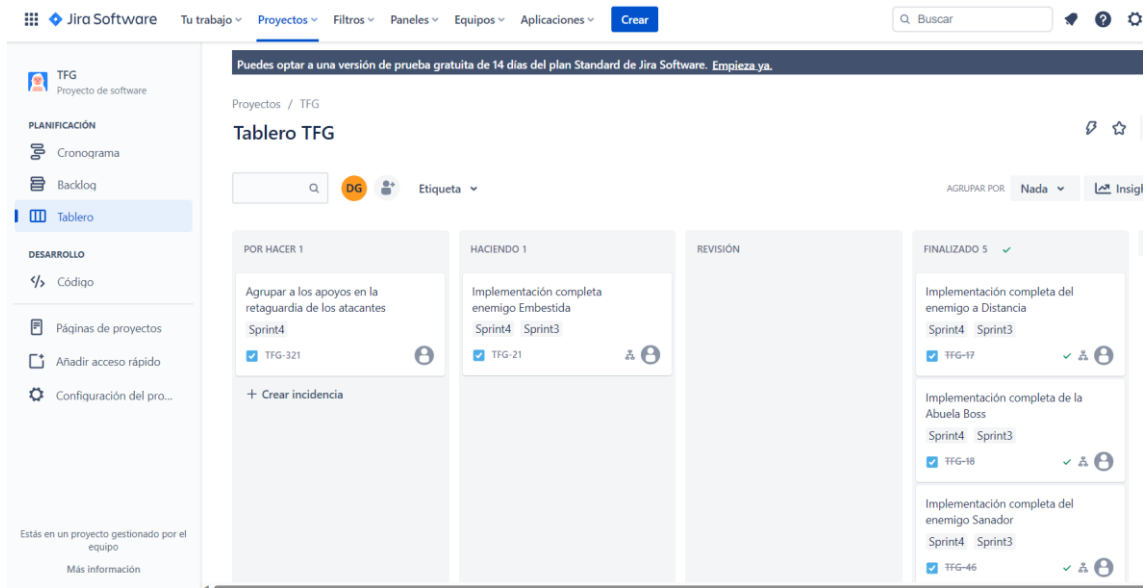 Jira Software Tu trabajo Proyectos Filtros Paneles Equipos Aplicaciones Crear Buscar
Puedes optar a una versión de prueba gratuita de 14 días del plan Standard de Jira Software. Empieza ya.
TFG
Proyecto de software
PLANIFICACIÓN
Cronograma
Backlog
Tablero
DESARROLLO
Código
Páginas de proyectos
Añadir acceso rápido
Configuración del pro...
Estás en un proyecto gestionado por el
equipo
Más información
Proyectos / TFG
Tablero TFG
DG Etiqueta AGRUPAR POR Nada Insigh
POR HACER 1
Agrupar a los apoyos en la
retaguardia de los atacantes
Sprint4
TFG-321
+ Crear incidencia
HACIENDO 1
Implementación completa
enemigo Embestida
Sprint4 Sprint3
TFG-21
REVISIÓN
FINALIZADO 5
Implementación completa del
enemigo a Distancia
Sprint4 Sprint3
TFG-17
Implementación completa de la
Abuela Boss
Sprint4 Sprint3
TFG-18
Implementación completa del
enemigo Sanador
Sprint4 Sprint3
TFG-46